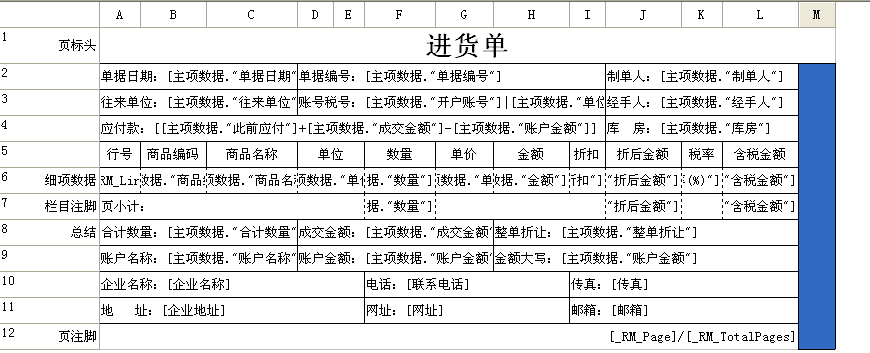 A B C D E F G H I J K L M
1 页标头 进货单
2 单据日期: [主项数据."单据日期" 单据编号: [主项数据."单据编号"] 制单人: [主项数据."制单人"]
3 往来单位: [主项数据."往来单位" 账号税号: [主项数据."开户账号"]|[主项数据."单位 经手人: [主项数据."经手人"]
4 应付款: [[主项数据."此前应付"]+[主项数据."成交金额"]-[主项数据."账户金额"]] 库 房: [主项数据."库房"]
5 行号 商品编码 商品名称 单位 数量 单价 金额 折扣 折后金额 税率 含税金额
6 细项数据 RM_Lin 数据."商品 项数据."商品名 项数据."单位 据."数量"] 数据."单 数据."金额"] 折扣"] "折后金额"] (%)"] "含税金额"]
7 栏目注脚 页小计: 据."数量"] "折后金额"] "含税金额"]
8 总结 合计数量: [主项数据."合计数量" 成交金额: [主项数据."成交金额" 整单折让: [主项数据."整单折让"]
9 账户名称: [主项数据."账户名称" 账户金额: [主项数据."账户金额" 金额大写: [主项数据."账户金额"]
10 企业名称: [企业名称] 电话: [联系电话] 传真: [传真]
11 地 址: [企业地址] 网址: [网址] 邮箱: [邮箱]
12 页注脚 [_RM_Page]/[_RM_TotalPages]